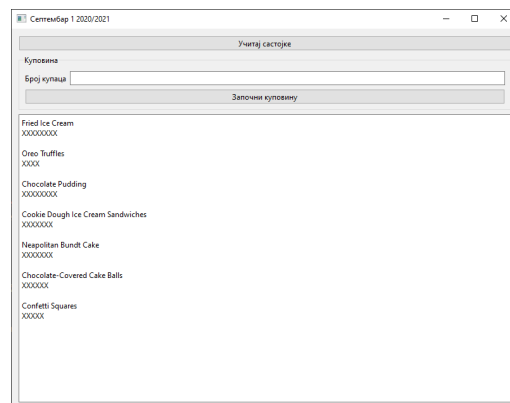 Септембар 1 2020/2021
Учитај састојке
Куповина
Број купаца
Започни куповину
Fried Ice Cream
XXXXXXXX
Oreo Truffles
XXXX
Chocolate Pudding
XXXXXXXX
Cookie Dough Ice Cream Sandwiches
XXXXXXX
Neapolitan Bundt Cake
XXXXXXX
Chocolate-Covered Cake Balls
XXXXXX
Confetti Squares
XXXXX